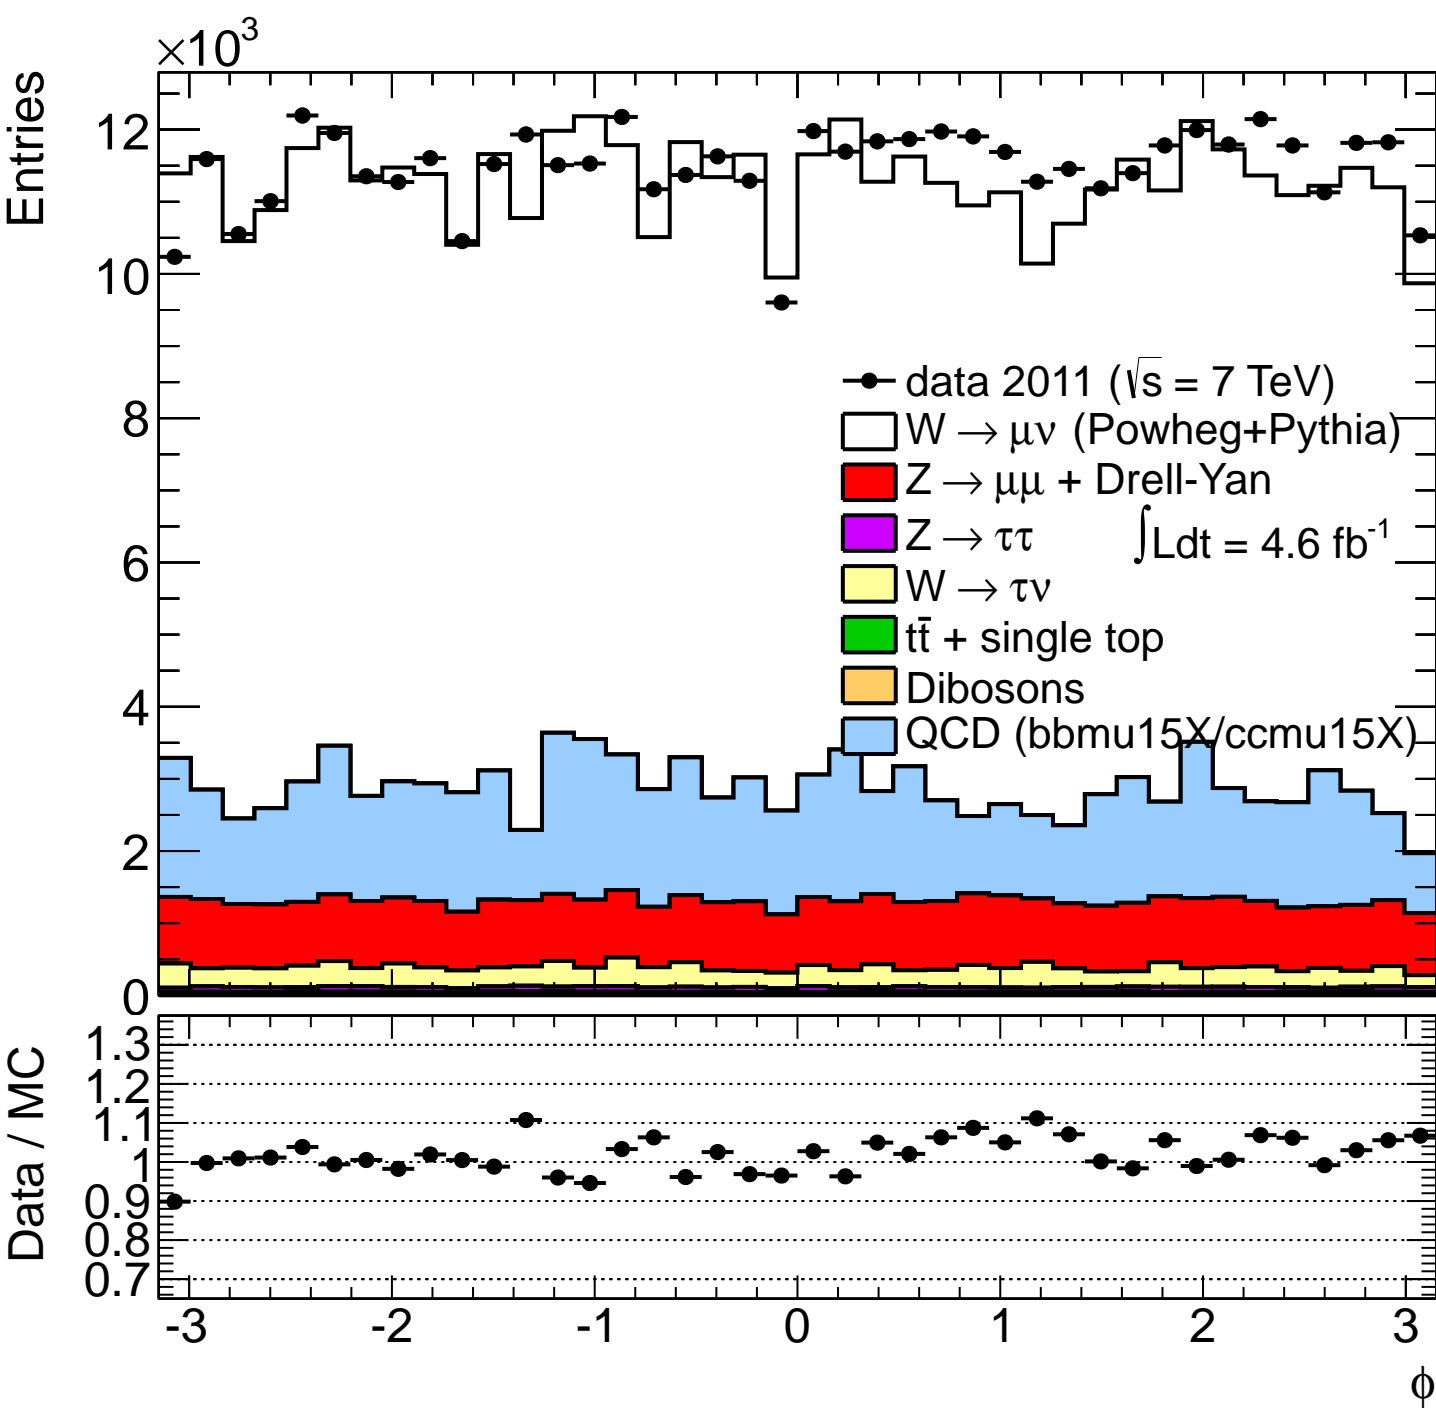 ×10³
Entries
12
10
8
6
4
2
0
data 2011 (√s = 7 TeV)
W → μν (Powheg+Pythia)
Z → μμ + Drell-Yan
Z → ττ
∫Ldt = 4.6 fb⁻¹
W → τν
tt̄ + single top
Dibosons
QCD (bbmu15X/ccmu15X)
Data / MC
1.3
1.2
1.1
1
0.9
0.8
0.7
-3 -2 -1 0 1 2 3
ϕ